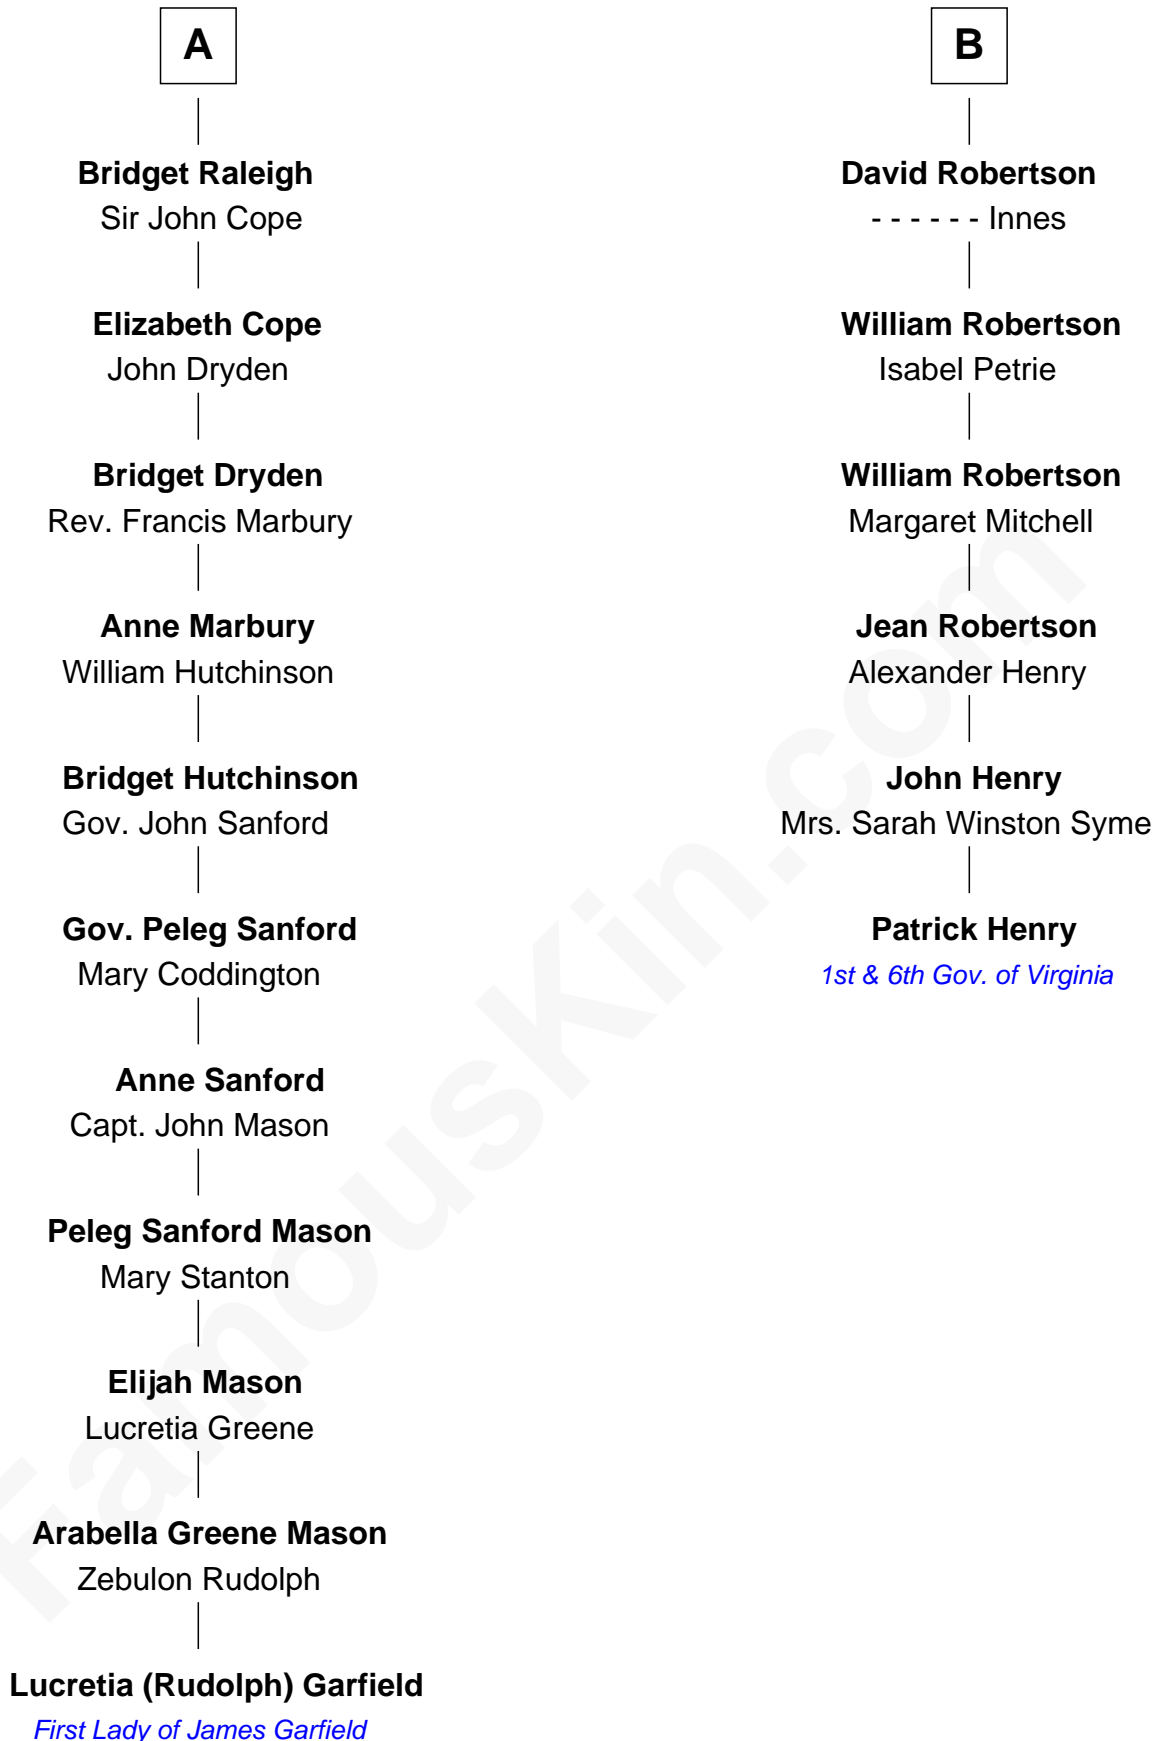 A
Bridget Raleigh
Sir John Cope
Elizabeth Cope
John Dryden
Bridget Dryden
Rev. Francis Marbury
Anne Marbury
William Hutchinson
Bridget Hutchinson
Gov. John Sanford
Gov. Peleg Sanford
Mary Coddington
Anne Sanford
Capt. John Mason
Peleg Sanford Mason
Mary Stanton
Elijah Mason
Lucretia Greene
Arabella Greene Mason
Zebulon Rudolph
Lucretia (Rudolph) Garfield
First Lady of James Garfield
B
David Robertson
- - - - - - Innes
William Robertson
Isabel Petrie
William Robertson
Margaret Mitchell
Jean Robertson
Alexander Henry
John Henry
Mrs. Sarah Winston Syme
Patrick Henry
1st & 6th Gov. of Virginia
FamousKin.com